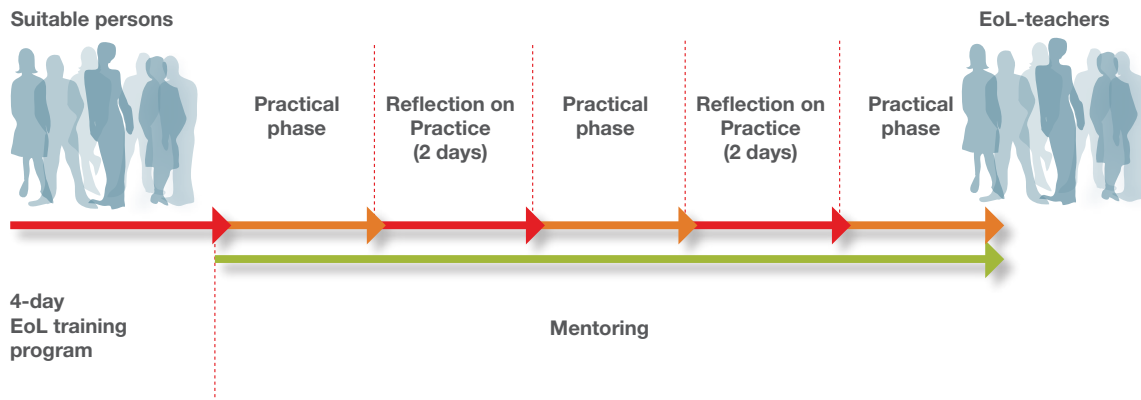 Suitable persons
EoL-teachers
Practical
phase
Reflection on
Practice
(2 days)
Practical
phase
Reflection on
Practice
(2 days)
Practical
phase
4-day
EoL training
program
Mentoring